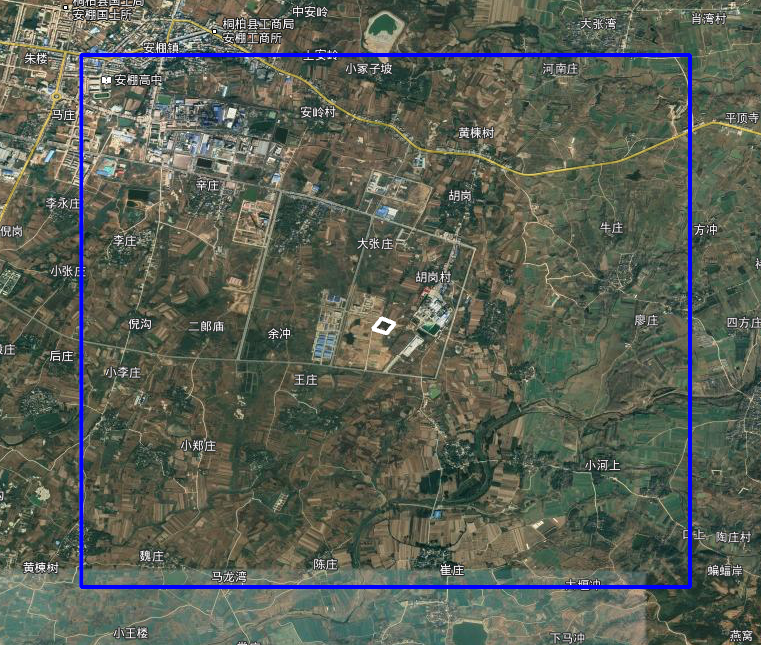 桐柏县国土局
安棚国土所
中安岭
桐柏县工商局
安棚工商所
大张湾
肖湾村
朱楼
安棚镇
上安岭
小家子坡
河南庄
安棚高中
马庄
安岭村
黄楝树
平顶寺
辛庄
李永庄
胡岗
倪岗
牛庄
方冲
李庄
大张庄
小张庄
胡岗村
倪沟
二郎庙
余冲
廖庄
四方庄
后庄
小李庄
王庄
小郑庄
小河上
陶庄村
魏庄
陈庄
崔庄
黄楝树
马龙湾
蝙蝠岸
小王楼
下马冲
燕窝